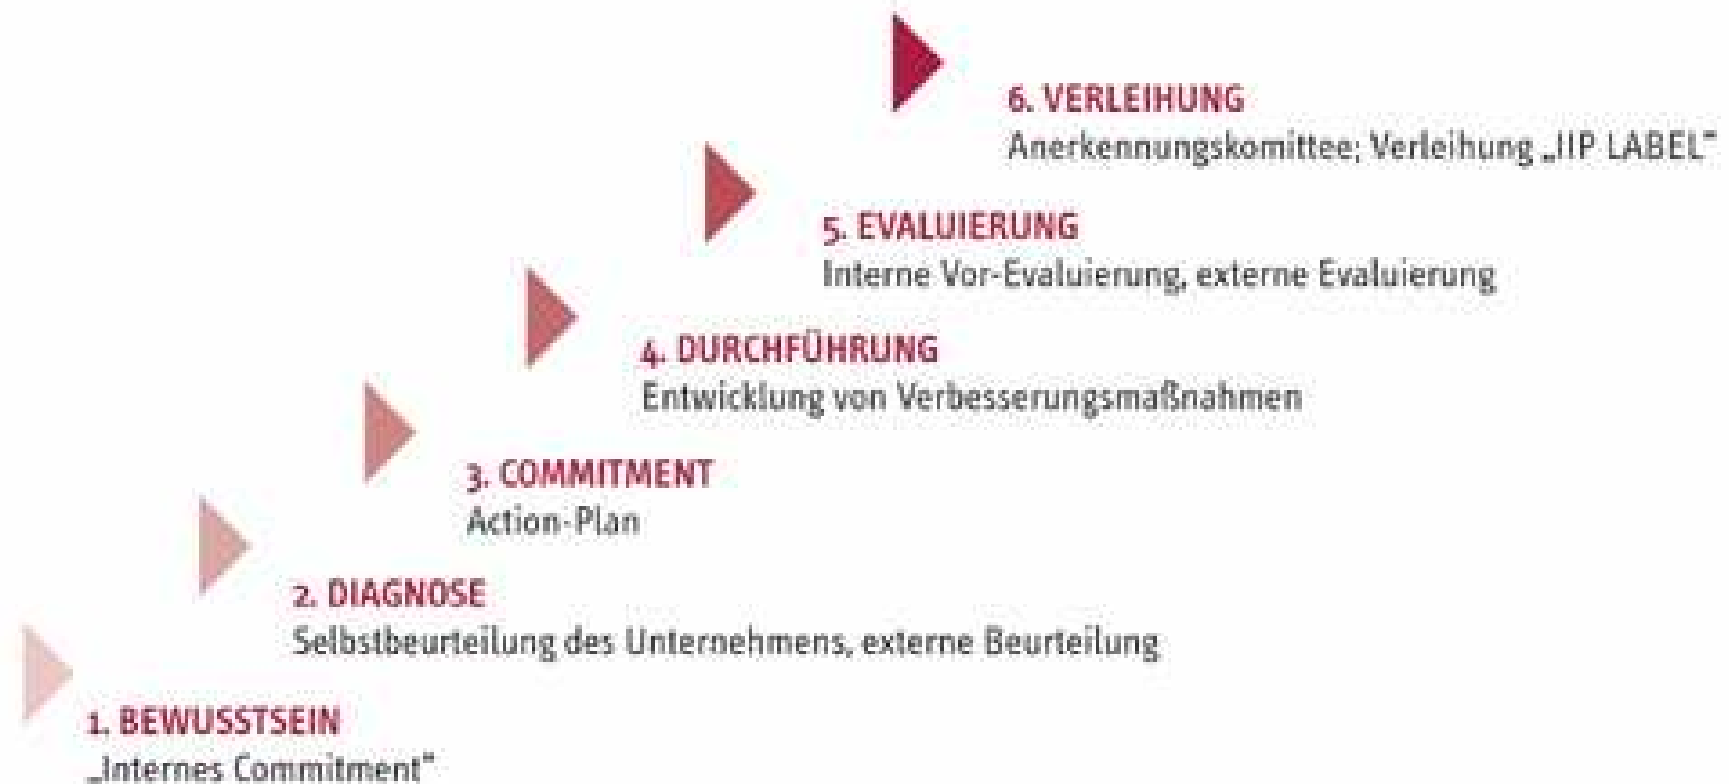 6. VERLEIHUNG
Anerkennungskomittee; Verleihung „IIP LABEL“
5. EVALUIERUNG
Interne Vor-Evaluierung, externe Evaluierung
4. DURCHFÜHRUNG
Entwicklung von Verbesserungsmaßnahmen
3. COMMITMENT
Action-Plan
2. DIAGNOSE
Selbstbeurteilung des Unternehmens, externe Beurteilung
1. BEWUSSTSEIN
„Internes Commitment“